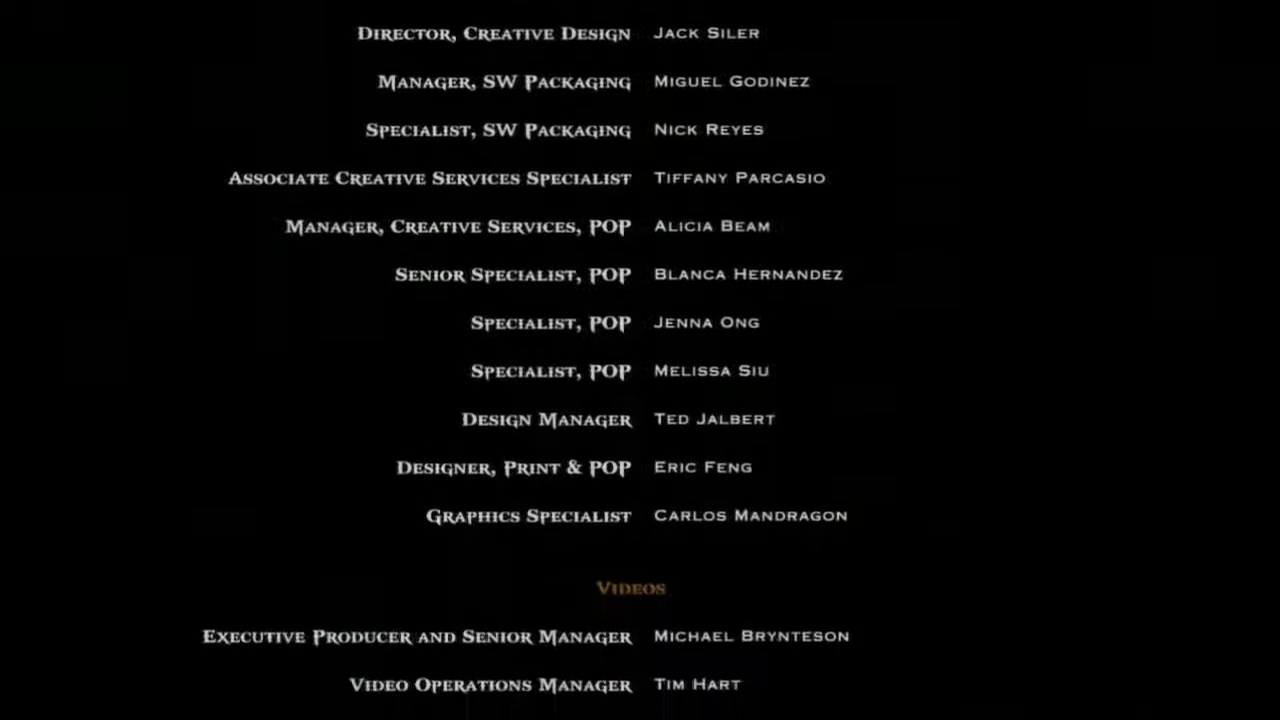 Director, Creative Design Jack Siler
Manager, SW Packaging Miguel Godinez
Specialist, SW Packaging Nick Reyes
Associate Creative Services Specialist Tiffany Parcasio
Manager, Creative Services, POP Alicia Beam
Senior Specialist, POP Blanca Hernandez
Specialist, POP Jenna Ong
Specialist, POP Melissa Siu
Design Manager Ted Jalbert
Designer, Print & POP Eric Feng
Graphics Specialist Carlos Mandragon
Videos
Executive Producer and Senior Manager Michael Brynteson
Video Operations Manager Tim Hart